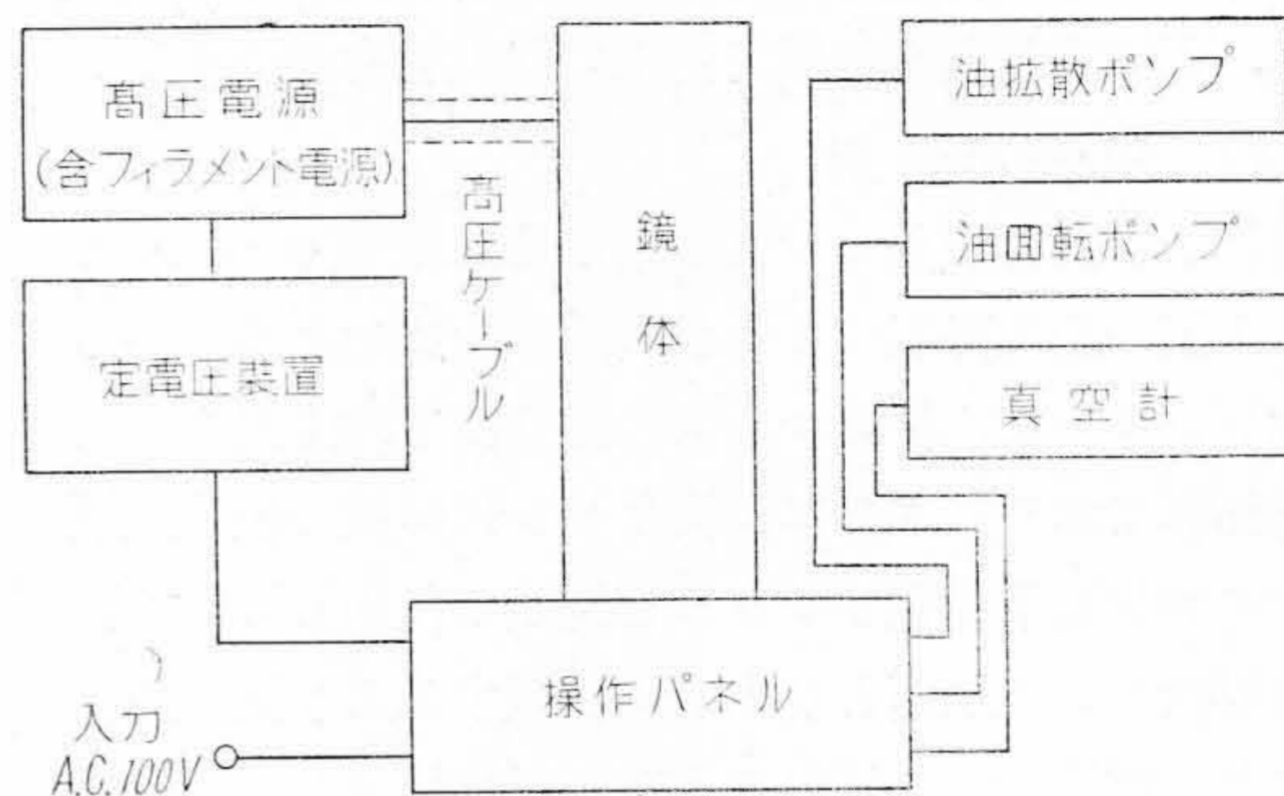 高圧電源
(含フィラメント電源)
定電圧装置
高圧ケーブル
鏡体
油拡散ポンプ
油回転ポンプ
真空計
操作パネル
入力
A.C.100V